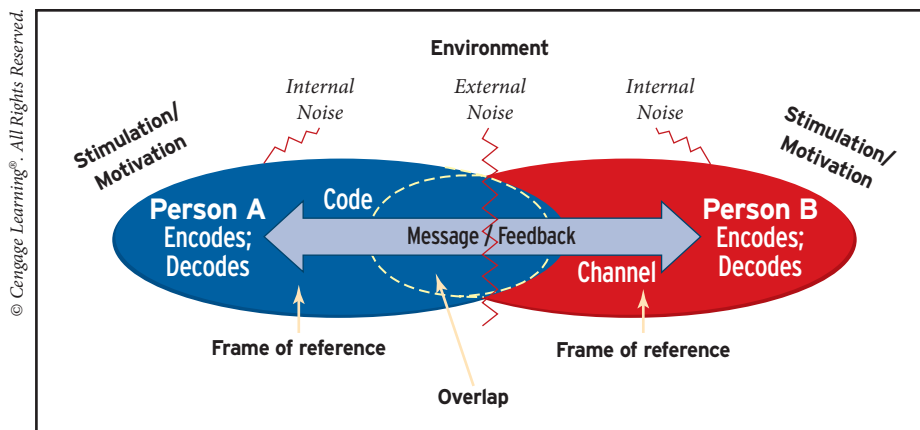 © Cengage Learning®. All Rights Reserved.
Environment
Internal
Noise
External
Noise
Internal
Noise
Stimulation/
Motivation
Stimulation/
Motivation
Person A
Encodes;
Decodes
Code
Message / Feedback
Channel
Person B
Encodes;
Decodes
Frame of reference
Frame of reference
Overlap